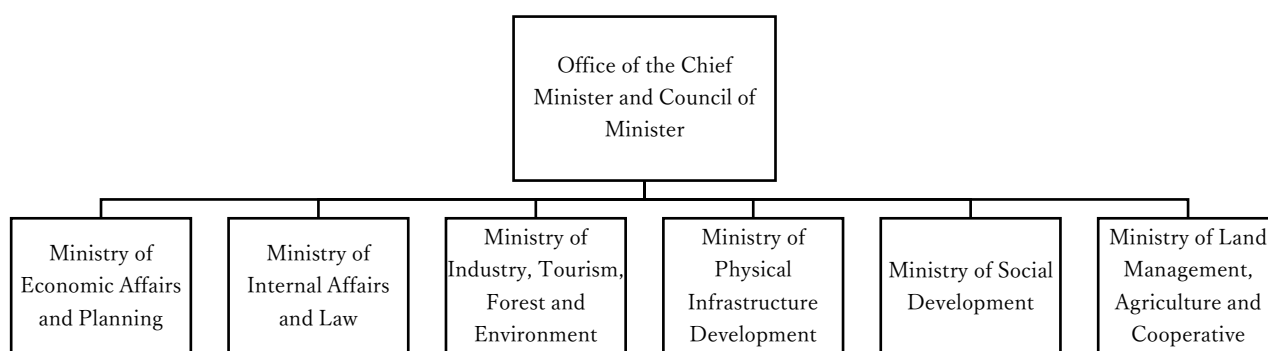 Office of the Chief
Minister and Council of
Minister
Ministry of
Economic Affairs
and Planning
Ministry of
Internal Affairs
and Law
Ministry of
Industry, Tourism,
Forest and
Environment
Ministry of
Physical
Infrastructure
Development
Ministry of Social
Development
Ministry of Land
Management,
Agriculture and
Cooperative